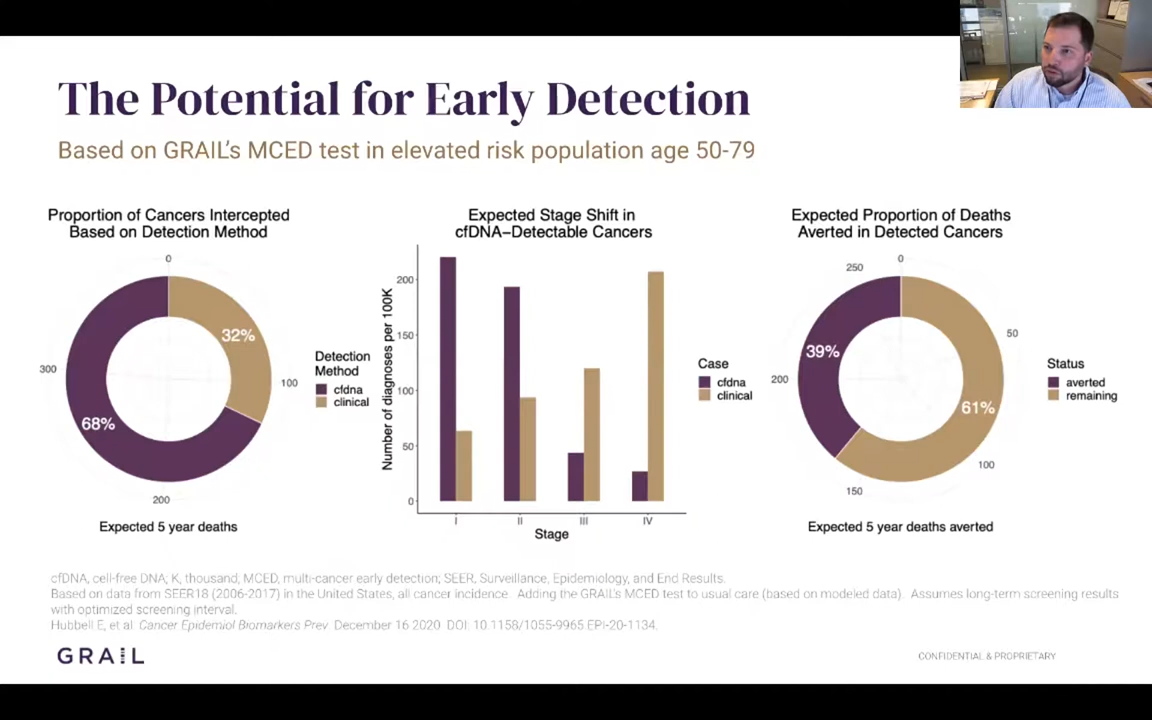 The Potential for Early Detection
Based on GRAIL's MCED test in elevated risk population age 50-79
Proportion of Cancers Intercepted
Based on Detection Method
0
32%
100
300
68%
200
Expected 5 year deaths
Detection
Method
cfdna
clinical
Expected Stage Shift in
cfDNA–Detectable Cancers
Number of diagnoses per 100K
200
150
100
50
0
I
II
III
IV
Stage
Case
cfdna
clinical
Expected Proportion of Deaths
Averted in Detected Cancers
0
250
50
39%
200
61%
100
150
Expected 5 year deaths averted
Status
averted
remaining
cfDNA, cell-free DNA; K, thousand; MCED, multi-cancer early detection; SEER, Surveillance, Epidemiology, and End Results.
Based on data from SEER18 (2006-2017) in the United States, all cancer incidence. Adding the GRAIL's MCED test to usual care (based on modeled data). Assumes long-term screening results
with optimized screening interval.
Hubbell E, et al. Cancer Epidemiol Biomarkers Prev. December 16 2020. DOI: 10.1158/1055-9965.EPI-20-1134.
GRAIL
CONFIDENTIAL & PROPRIETARY